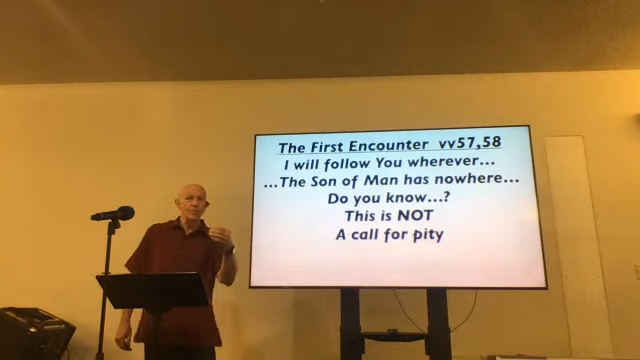 The First Encounter vv57,58
I will follow You wherever...
...The Son of Man has nowhere...
Do you know...?
This is NOT
A call for pity